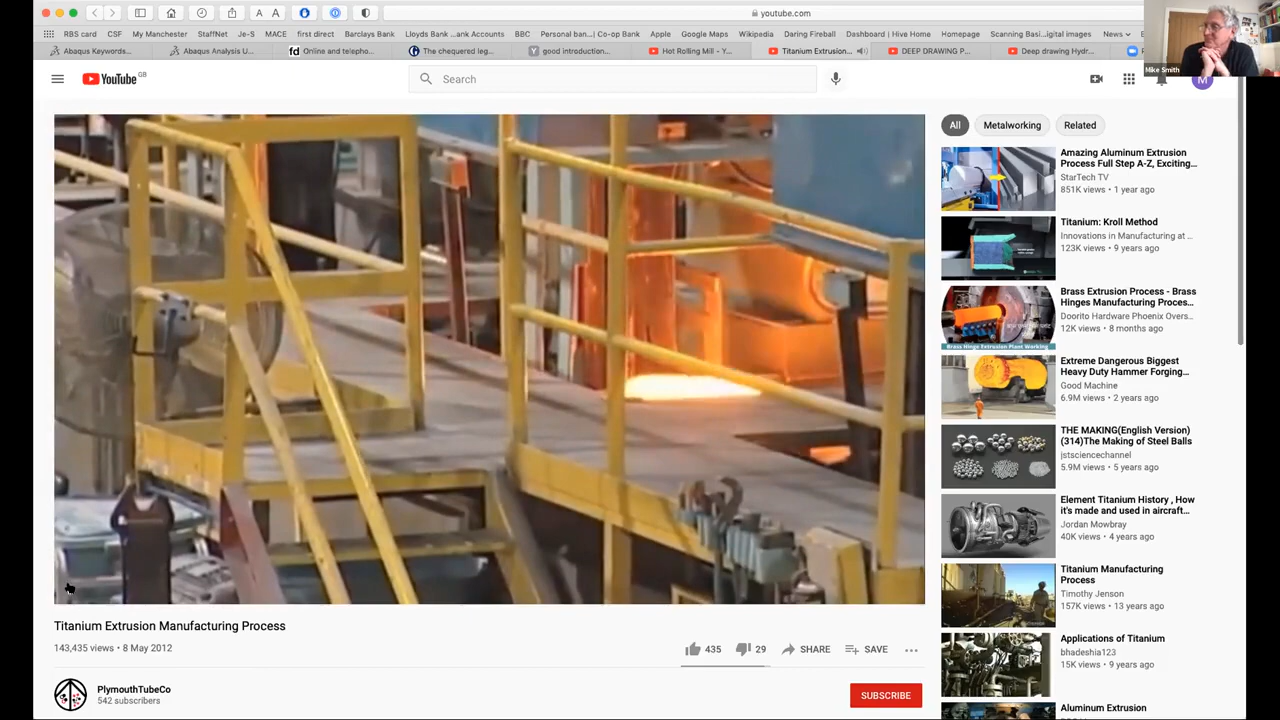 youtube.com
A A
RBS card CSF My Manchester StaffNet Je-S MACE first direct Barclays Bank Lloyds Bank ...ank Accounts BBC Personal ban...| Co-op Bank Apple Google Maps Wikipedia Daring Fireball Dashboard | Hive Home Homepage Scanning Basi...igital images News
Abaqus Keywords... Abaqus Analysis U... Online and telepho... The chequered leg... good introduction... Hot Rolling Mill - Y... Titanium Extrusion... DEEP DRAWING P... Deep drawing Hydr...
Mike Smith
YouTube GB
Search
M
All Metalworking Related
Amazing Aluminum Extrusion
Process Full Step A-Z, Exciting...
StarTech TV
851K views • 1 year ago
Titanium: Kroll Method
Innovations in Manufacturing at ...
123K views • 9 years ago
Brass Extrusion Process - Brass
Hinges Manufacturing Proces...
Doorito Hardware Phoenix Overs...
12K views • 8 months ago
Brass Hinge Extrusion Plant Working
Extreme Dangerous Biggest
Heavy Duty Hammer Forging...
Good Machine
6.9M views • 2 years ago
THE MAKING(English Version)
(314)The Making of Steel Balls
jstsciencechannel
5.9M views • 5 years ago
Element Titanium History , How
it's made and used in aircraft...
Jordan Mowbray
40K views • 4 years ago
Titanium Manufacturing
Process
Timothy Jenson
157K views • 13 years ago
Applications of Titanium
bhadeshia123
15K views • 9 years ago
Aluminum Extrusion
Titanium Extrusion Manufacturing Process
143,435 views • 8 May 2012
435 29 SHARE SAVE
PlymouthTubeCo
542 subscribers
SUBSCRIBE